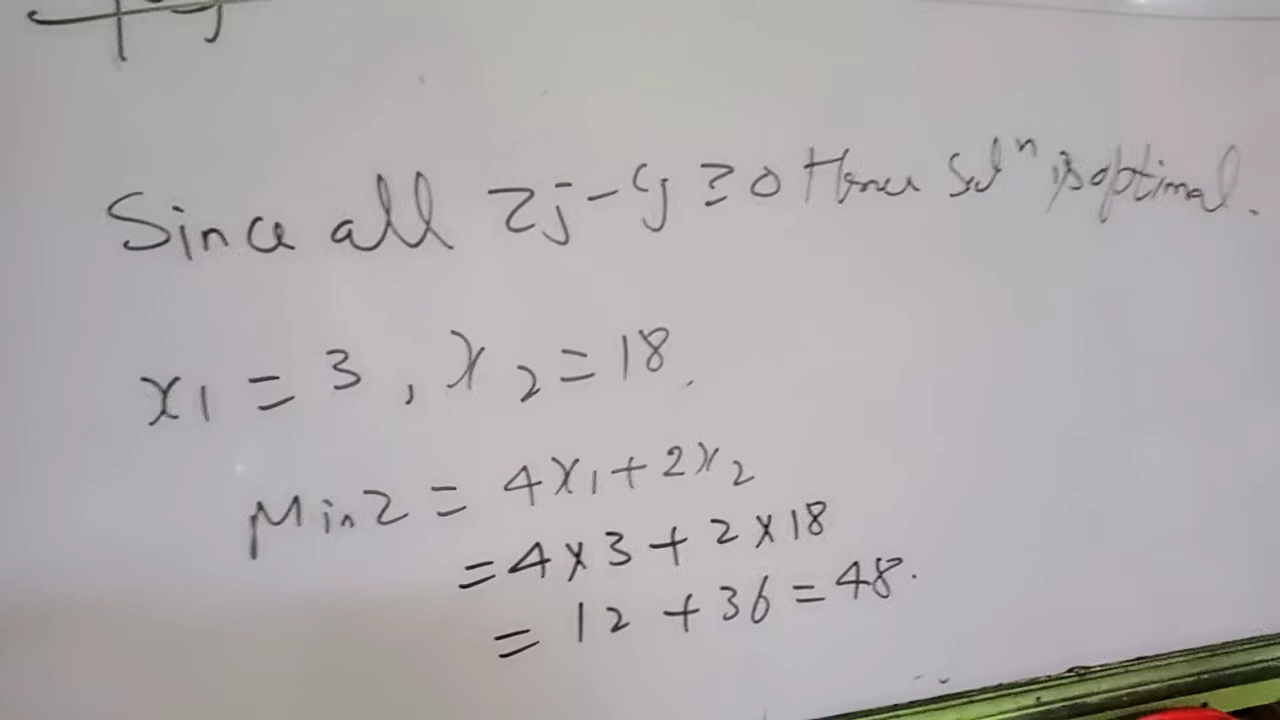 Since all Zj-Cj ≥ 0 Hence Solⁿ is optimal.
x₁ = 3, x₂ = 18.
Min Z = 4x₁ + 2x₂
= 4 × 3 + 2 × 18
= 12 + 36 = 48.